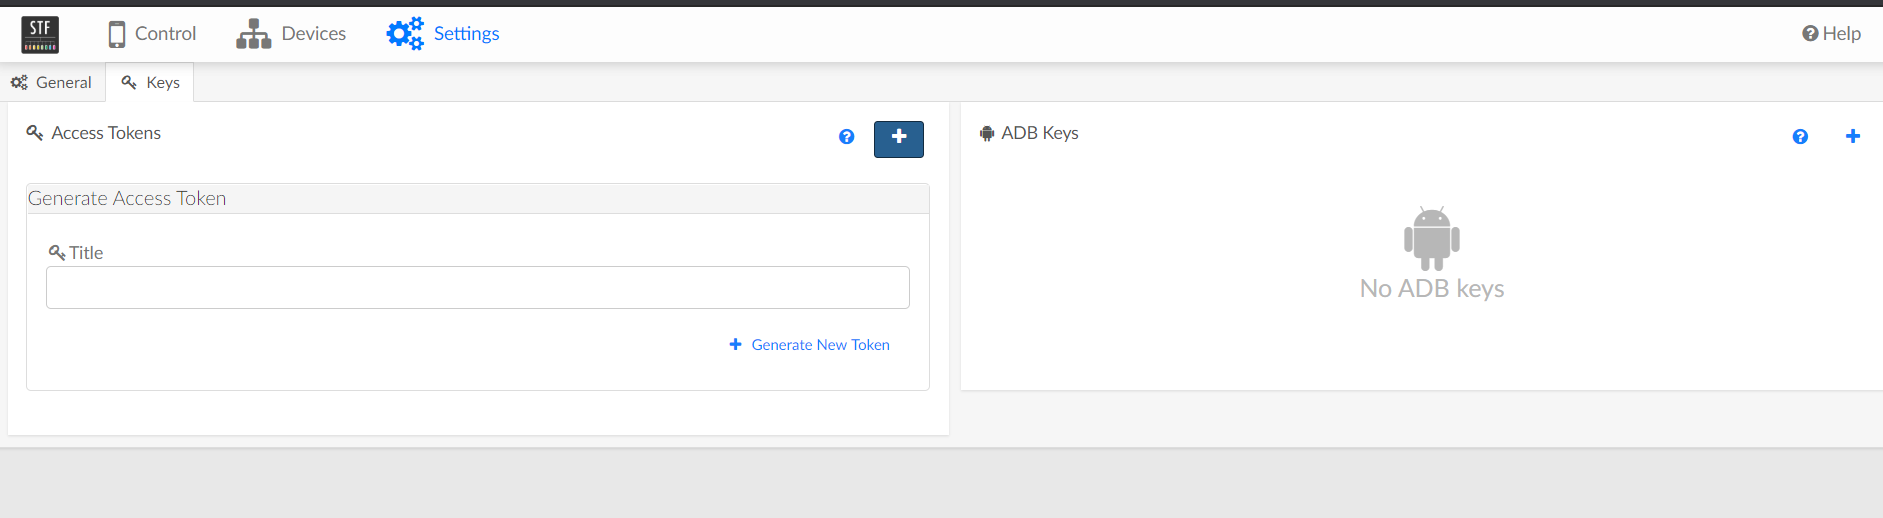 STF
Control
Devices
Settings
Help
General
Keys
Access Tokens
Generate Access Token
Title
Generate New Token
ADB Keys
No ADB keys